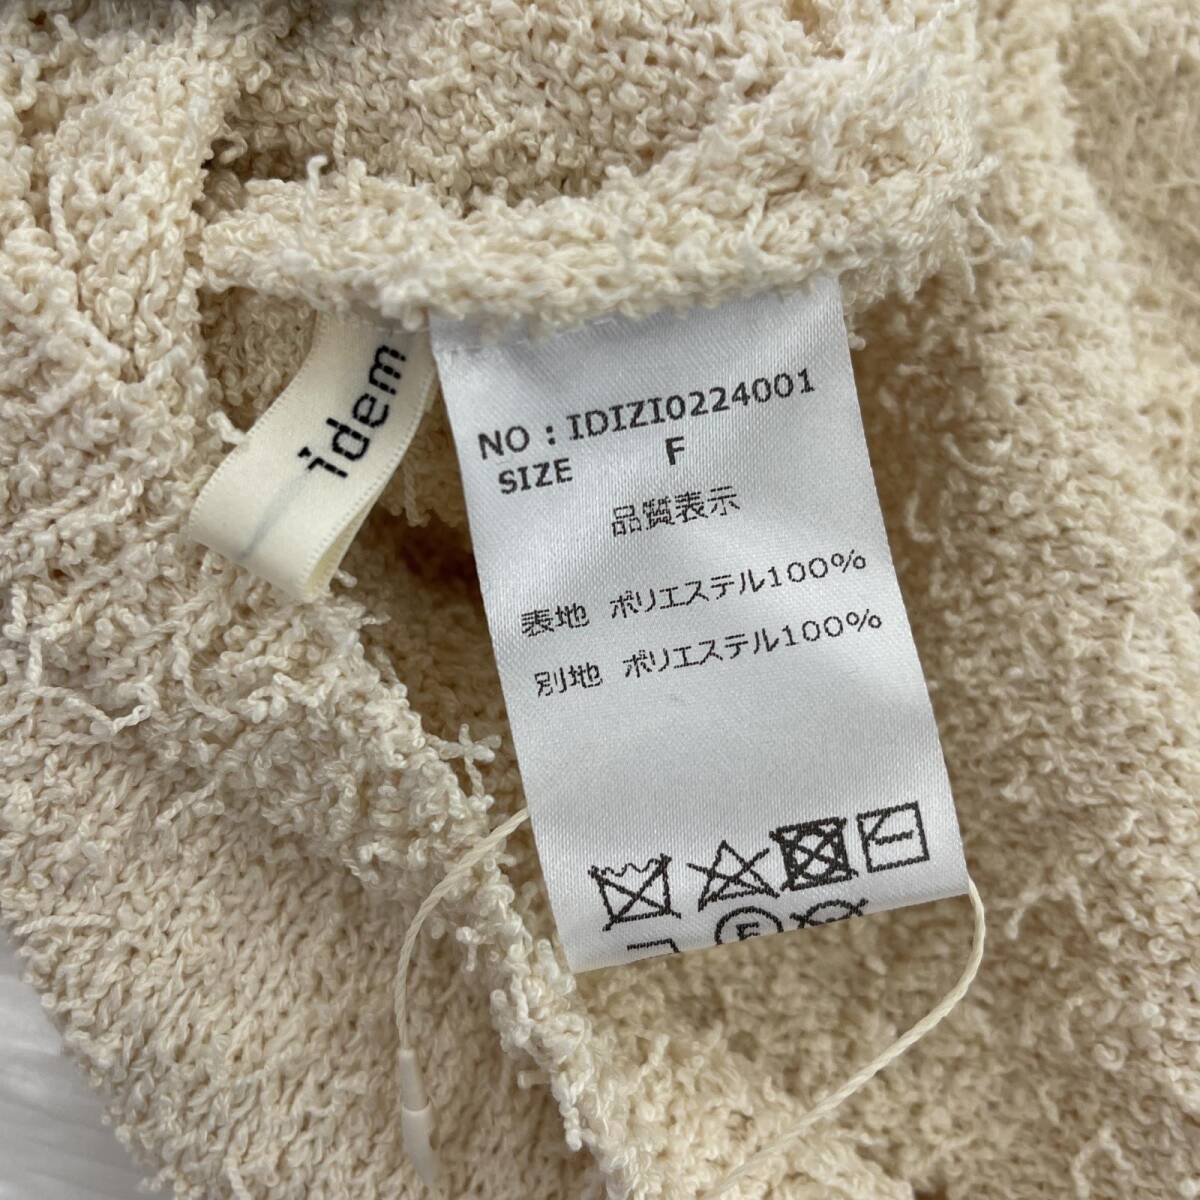 idem
NO : IDIZI0224001
SIZE F
品質表示
表地 ポリエステル100%
別地 ポリエステル100%